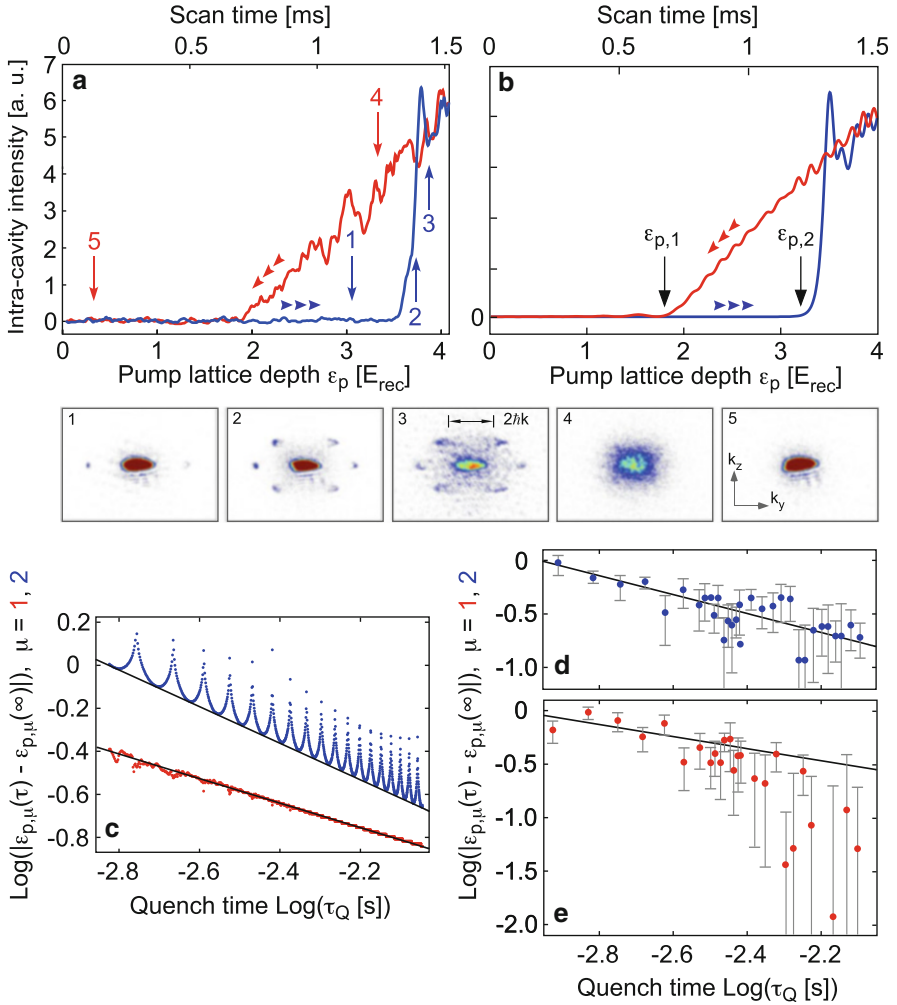 Scan time [ms]
Scan time [ms]
0 0.5 1 1.5
0 0.5 1 1.5
Intra-cavity intensity [a. u.]
7
6
5
4
3
2
1
0
a
4
5
1
3
2
0 1 2 3 4
Pump lattice depth εp [Erec]
b
εp,1
εp,2
0
0 1 2 3 4
Pump lattice depth εp [Erec]
1
2
3
2ħk
4
5
kz
ky
Log(|εp,μ(τ) - εp,μ(∞)|), μ = 1, 2
0.2
0
-0.2
-0.4
-0.6
-0.8
c
-2.8 -2.6 -2.4 -2.2
Quench time Log(τQ [s])
Log(|εp,μ(τ) - εp,μ(∞)|), μ = 1, 2
0
-0.5
-1.0
d
0
-0.5
-1.0
-1.5
-2.0
e
-2.8 -2.6 -2.4 -2.2
Quench time Log(τQ [s])